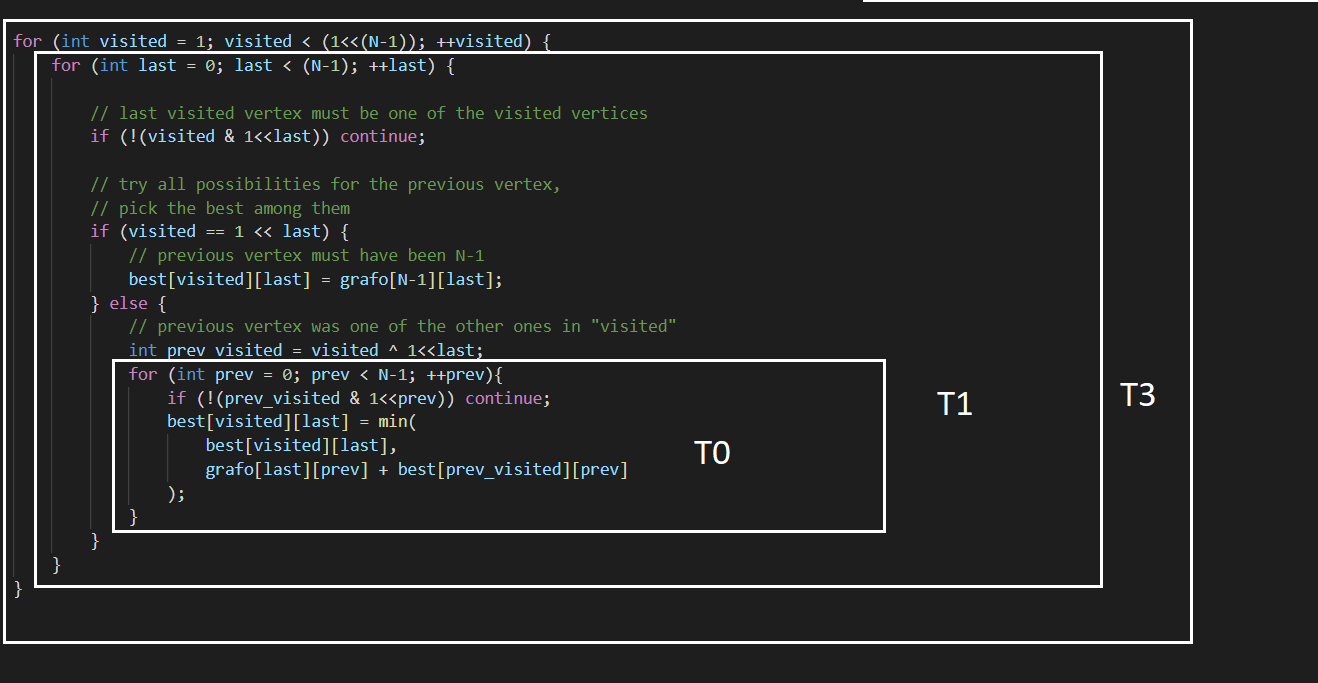 for (int visited = 1; visited < (1<<(N-1)); ++visited) {
for (int last = 0; last < (N-1); ++last) {
// last visited vertex must be one of the visited vertices
if (!(visited & 1<<last)) continue;
// try all possibilities for the previous vertex,
// pick the best among them
if (visited == 1 << last) {
// previous vertex must have been N-1
best[visited][last] = grafo[N-1][last];
} else {
// previous vertex was one of the other ones in "visited"
int prev_visited = visited ^ 1<<last;
for (int prev = 0; prev < N-1; ++prev){
if (!(prev_visited & 1<<prev)) continue;
best[visited][last] = min(
best[visited][last],
grafo[last][prev] + best[prev_visited][prev]
);
}
}
}
}
T0
T1
T3